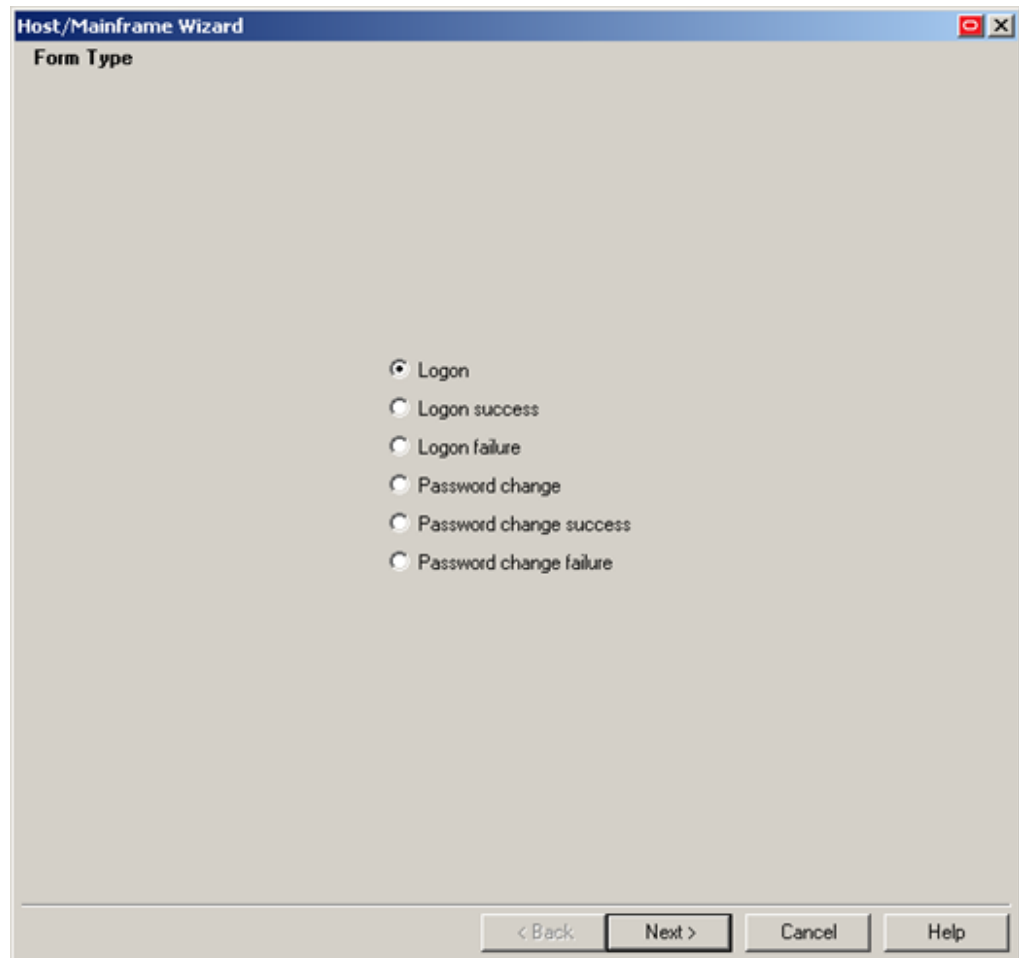 Host/Mainframe Wizard
Form Type
Logon
Logon success
Logon failure
Password change
Password change success
Password change failure
< Back Next > Cancel Help